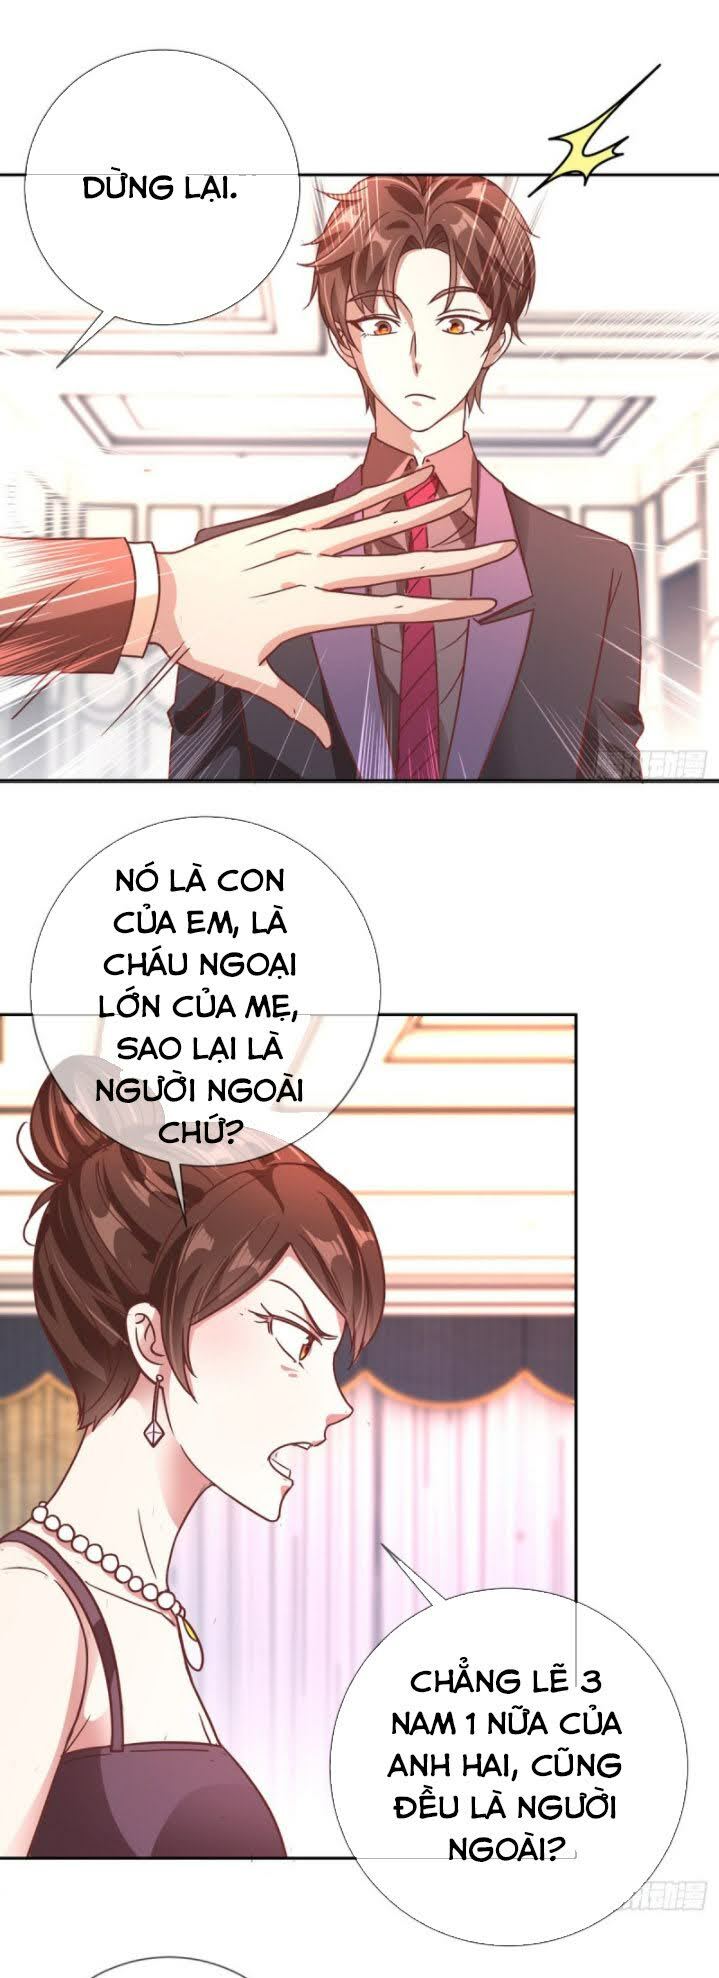 DỪNG LẠI.
NÓ LÀ CON
CỦA EM, LÀ
CHÁU NGOẠI
LỚN CỦA MẸ,
SAO LẠI LÀ
NGƯỜI NGOÀI
CHỨ?
CHẲNG LẼ 3
NAM 1 NỮA CỦA
ANH HAI, CŨNG
ĐỀU LÀ NGƯỜI
NGOÀI?